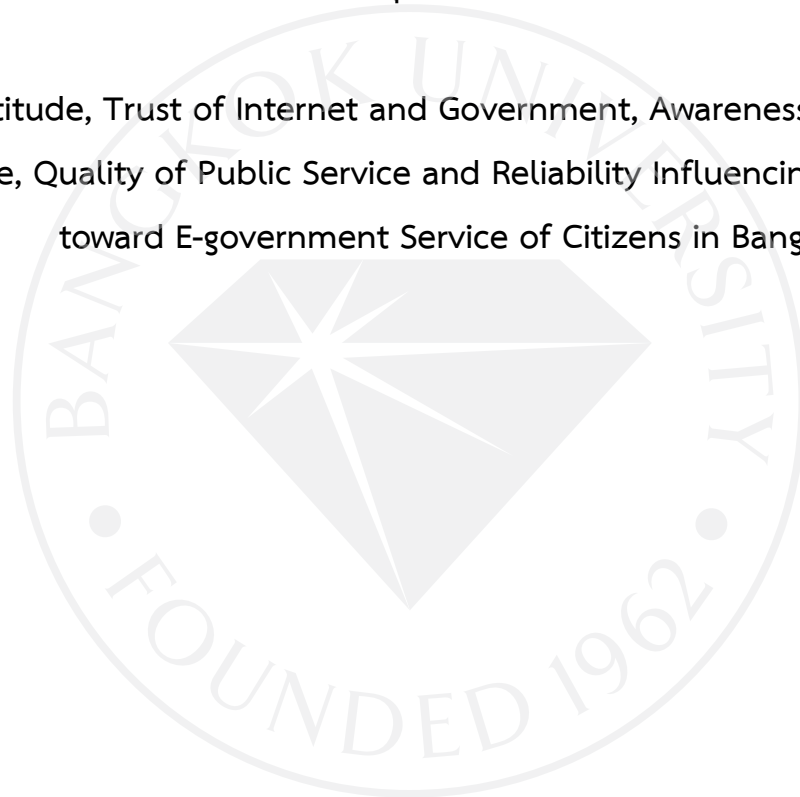 titude, Trust of Internet and Government, Awareness
e, Quality of Public Service and Reliability Influencin
toward E-government Service of Citizens in Bang
BANGKOK UNIVERSITY
FOUNDED 1962